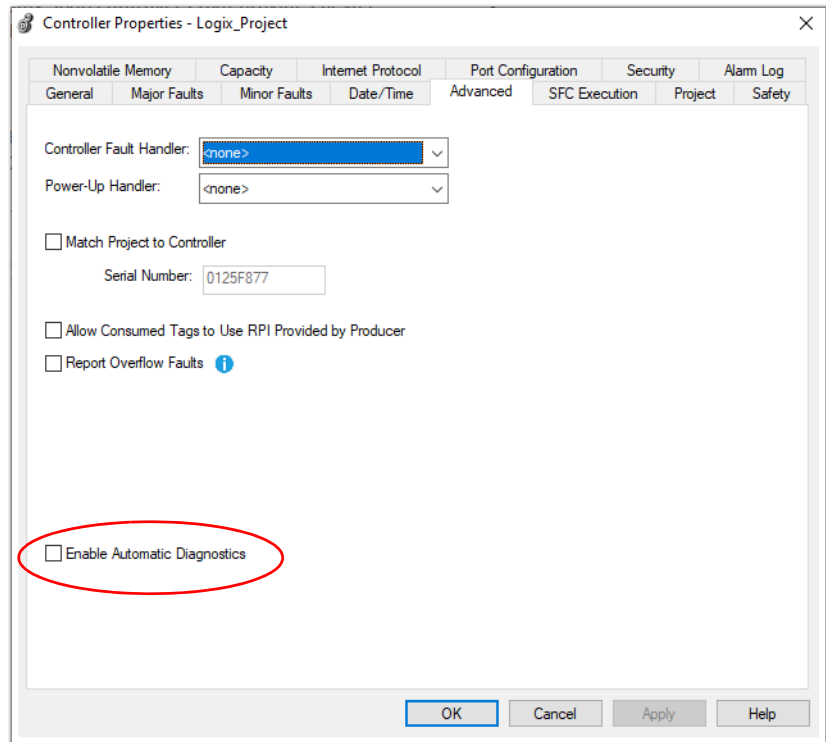 Controller Properties - Logix_Project
Nonvolatile Memory Capacity Internet Protocol Port Configuration Security Alarm Log
General Major Faults Minor Faults Date/Time Advanced SFC Execution Project Safety
Controller Fault Handler: <none>
Power-Up Handler: <none>
Match Project to Controller
Serial Number: 0125F877
Allow Consumed Tags to Use RPI Provided by Producer
Report Overflow Faults
Enable Automatic Diagnostics
OK Cancel Apply Help